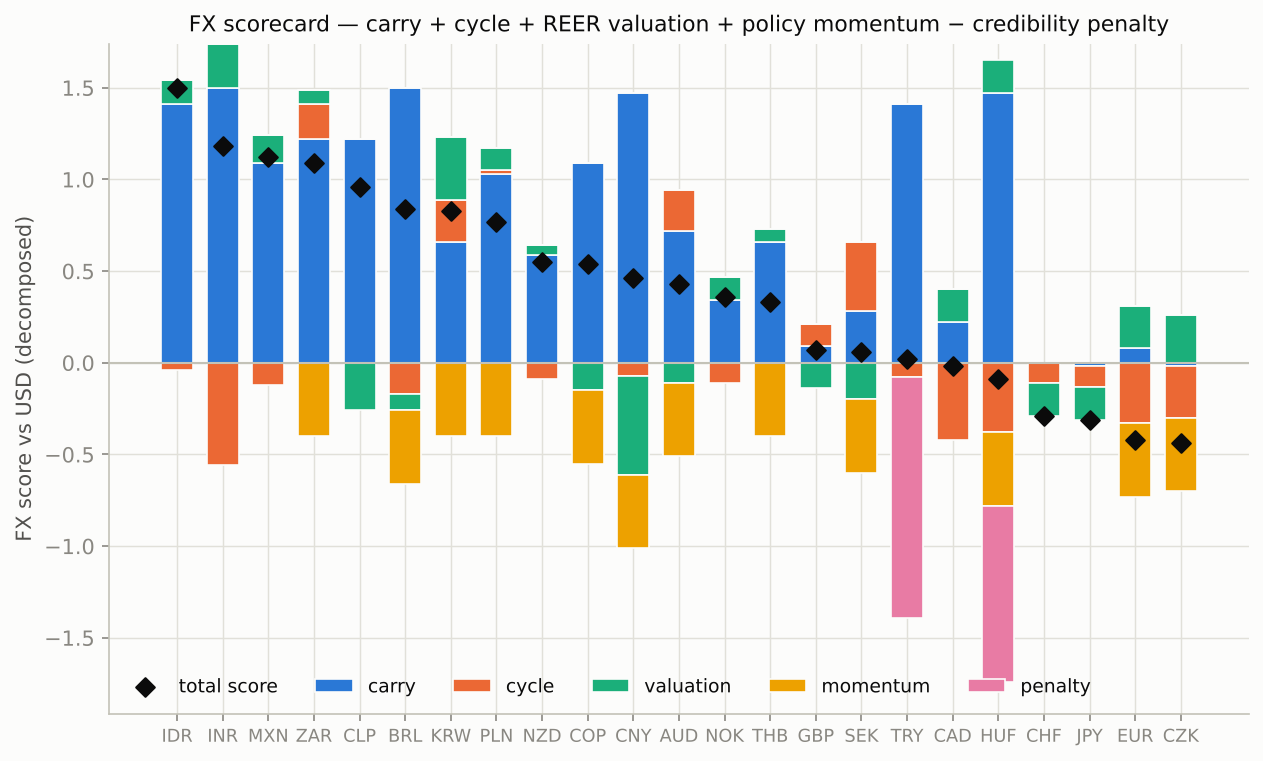 FX scorecard — carry + cycle + REER valuation + policy momentum − credibility penalty
FX score vs USD (decomposed)
1.5
1.0
0.5
0.0
−0.5
−1.0
−1.5
total score carry cycle valuation momentum penalty
IDR INR MXN ZAR CLP BRL KRW PLN NZD COP CNY AUD NOK THB GBP SEK TRY CAD HUF CHF JPY EUR CZK